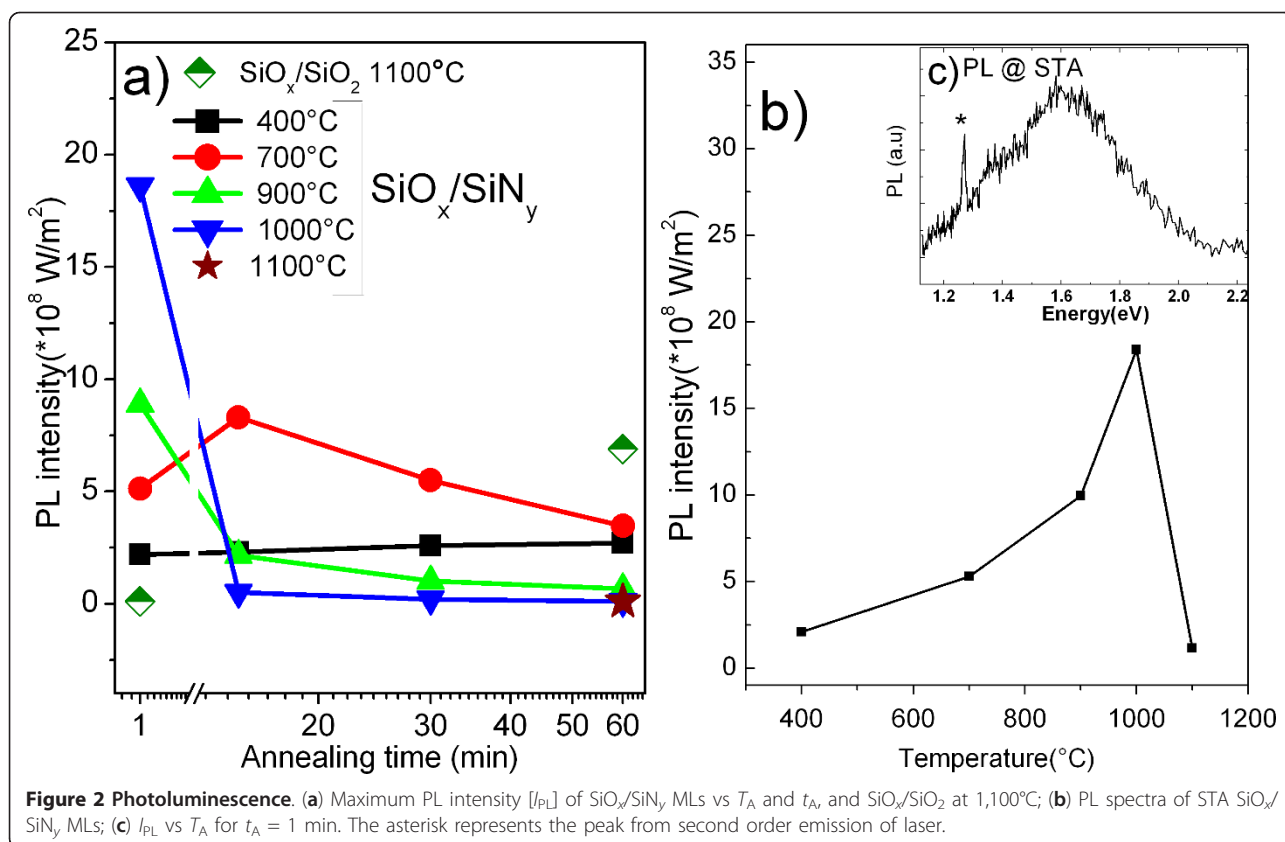 a)
SiOx/SiO2 1100°C
400°C
700°C
900°C
1000°C
1100°C
SiOx/SiNy
PL intensity(*10^8 W/m^2)
25
20
15
10
5
0
1 20 30 40 50 60
Annealing time (min)
b)
PL intensity(*10^8 W/m^2)
35
30
25
20
15
10
5
0
400 600 800 1000 1200
Temperature(°C)
c) PL @ STA
*
PL (a.u)
1.2 1.4 1.6 1.8 2.0 2.2
Energy(eV)
Figure 2 Photoluminescence. (a) Maximum PL intensity [IPL] of SiOx/SiNy MLs vs TA and tA, and SiOx/SiO2 at 1,100°C; (b) PL spectra of STA SiOx/
SiNy MLs; (c) IPL vs TA for tA = 1 min. The asterisk represents the peak from second order emission of laser.